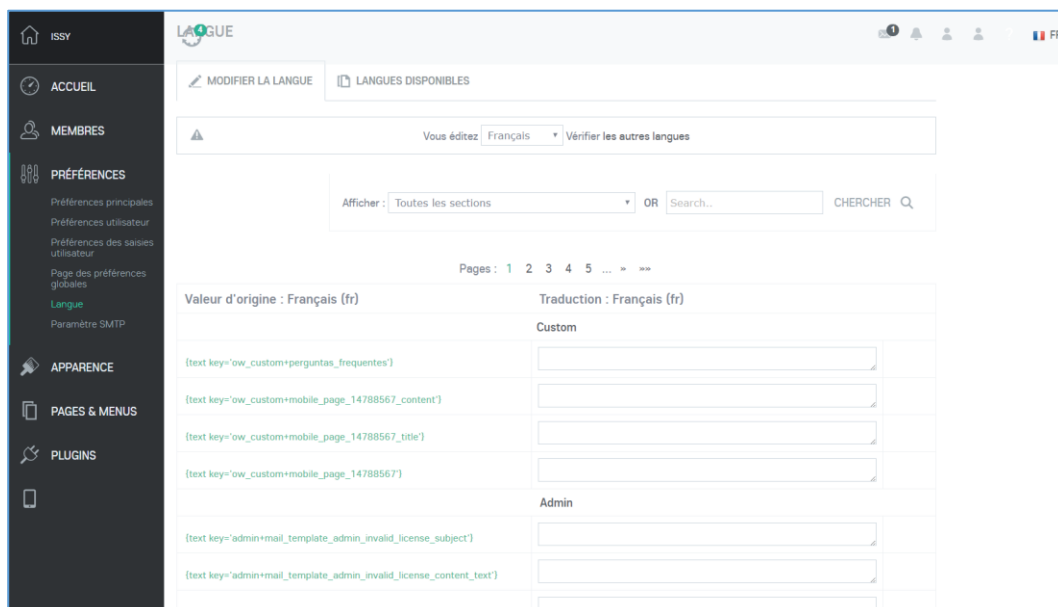 ISSY
LANGUE
4
1
FR
ACCUEIL
MEMBRES
PRÉFÉRENCES
Préférences principales
Préférences utilisateur
Préférences des saisies
utilisateur
Page des préférences
globales
Langue
Paramètre SMTP
APPARENCE
PAGES & MENUS
PLUGINS
MODIFIER LA LANGUE
LANGUES DISPONIBLES
Vous éditez Français Vérifier les autres langues
Afficher : Toutes les sections OR Search.. CHERCHER
Pages : 1 2 3 4 5 ... » »»
Valeur d'origine : Français (fr) Traduction : Français (fr)
Custom
{text key='ow_custom+perguntas_frequentes'}
{text key='ow_custom+mobile_page_14788567_content'}
{text key='ow_custom+mobile_page_14788567_title'}
{text key='ow_custom+mobile_page_14788567'}
Admin
{text key='admin+mail_template_admin_invalid_license_subject'}
{text key='admin+mail_template_admin_invalid_license_content_text'}